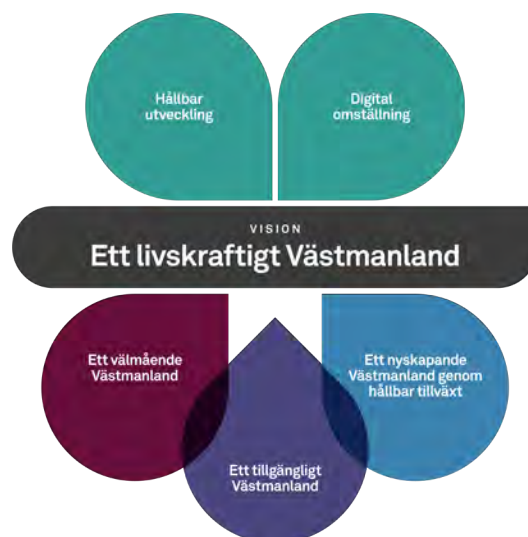 Hållbar
utveckling
Digital
omställning
VISION
Ett livskraftigt Västmanland
Ett välmående
Västmanland
Ett nyskapande
Västmanland genom
hållbar tillväxt
Ett tillgängligt
Västmanland